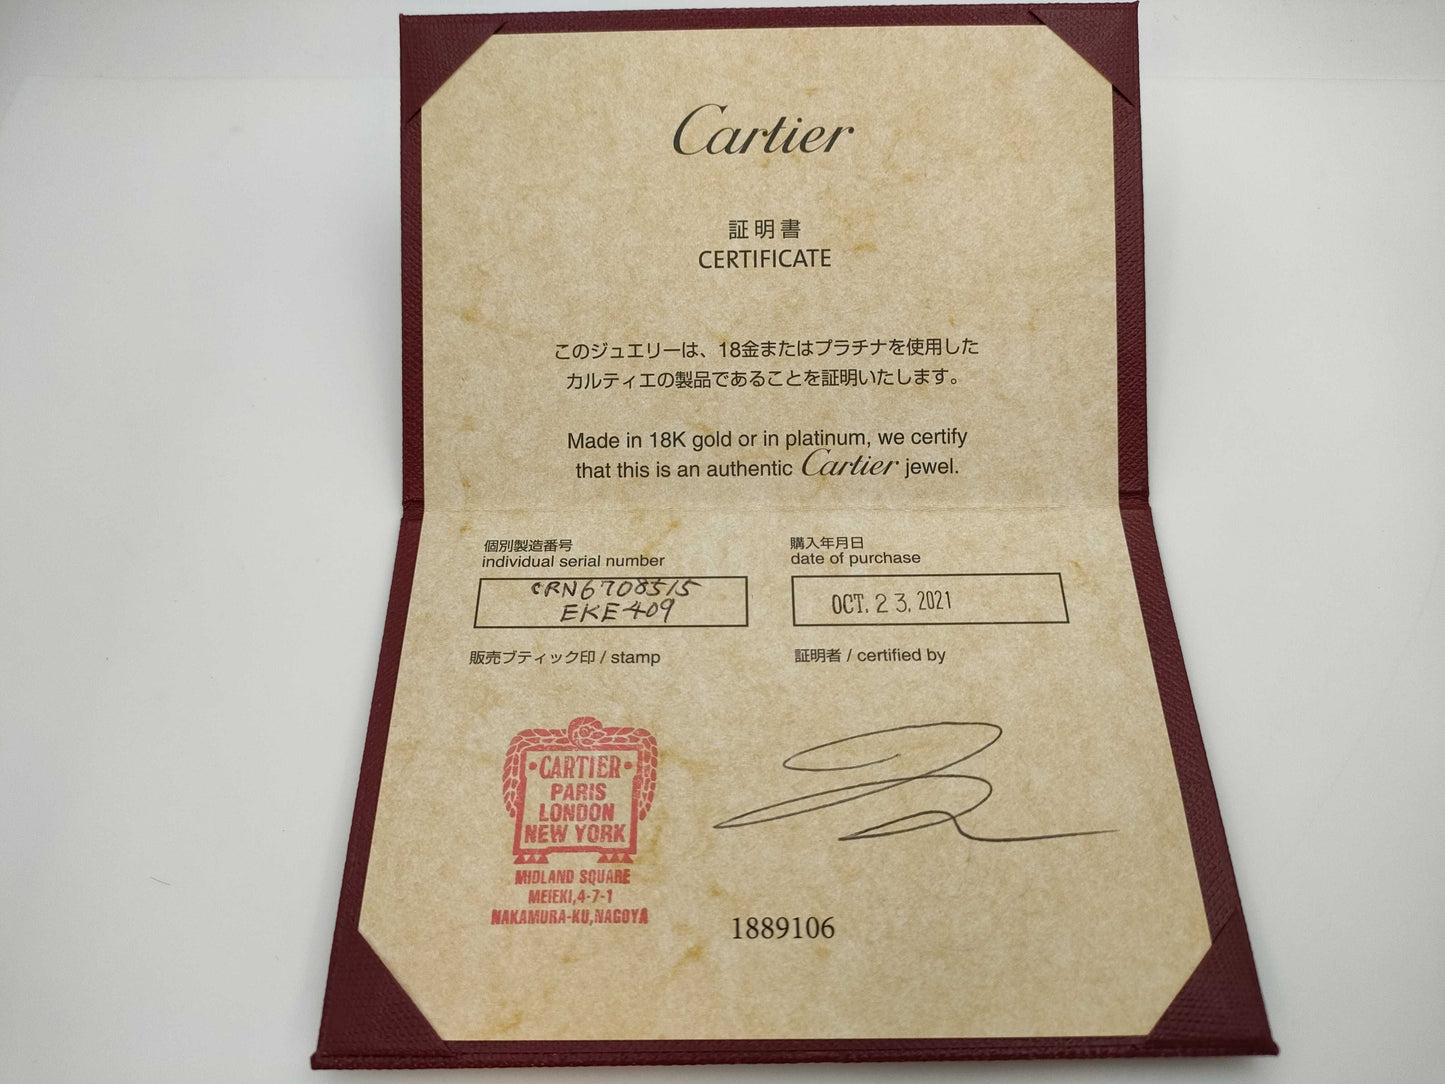 Cartier
証明書
CERTIFICATE
このジュエリーは、18金またはプラチナを使用した
カルティエの製品であることを証明いたします。
Made in 18K gold or in platinum, we certify
that this is an authentic Cartier jewel.
個別製造番号
individual serial number
CRN6708515
EKE409
購入年月日
date of purchase
OCT. 23, 2021
販売ブティック印 / stamp
証明者 / certified by
·CARTIER·
PARIS
LONDON
NEW YORK
MIDLAND SQUARE
MEIEKI,4-7-1
NAKAMURA-KU,NAGOYA
1889106